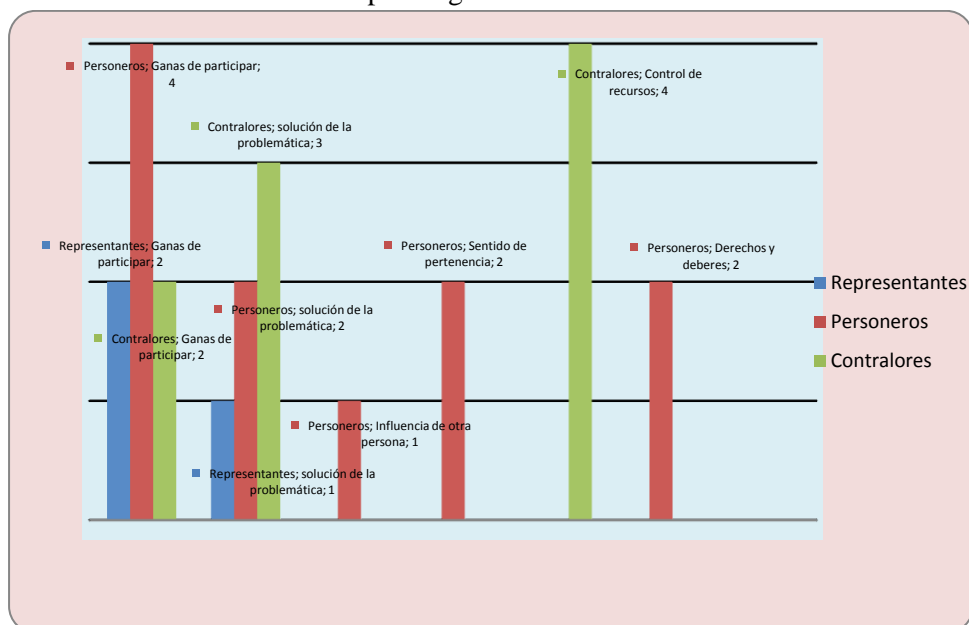 Personeros; Ganas de participar;
4
Contralores; Control de
recursos; 4
Contralores; solución de la
problemática; 3
Representantes; Ganas de
participar; 2
Personeros; Sentido de
pertenencia; 2
Personeros; Derechos y
deberes; 2
Personeros; solución de la
problemática; 2
Contralores; Ganas de
participar; 2
Personeros; Influencia de otra
persona; 1
Representantes; solución de la
problemática; 1
Representantes
Personeros
Contralores